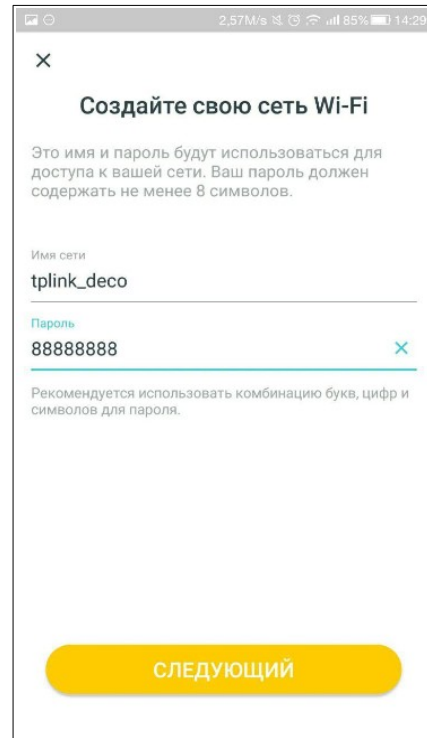 2,57M/s 85% 14:29
Создайте свою сеть Wi-Fi
Это имя и пароль будут использоваться для
доступа к вашей сети. Ваш пароль должен
содержать не менее 8 символов.
Имя сети
tplink_deco
Пароль
88888888
Рекомендуется использовать комбинацию букв, цифр и
символов для пароля.
СЛЕДУЮЩИЙ